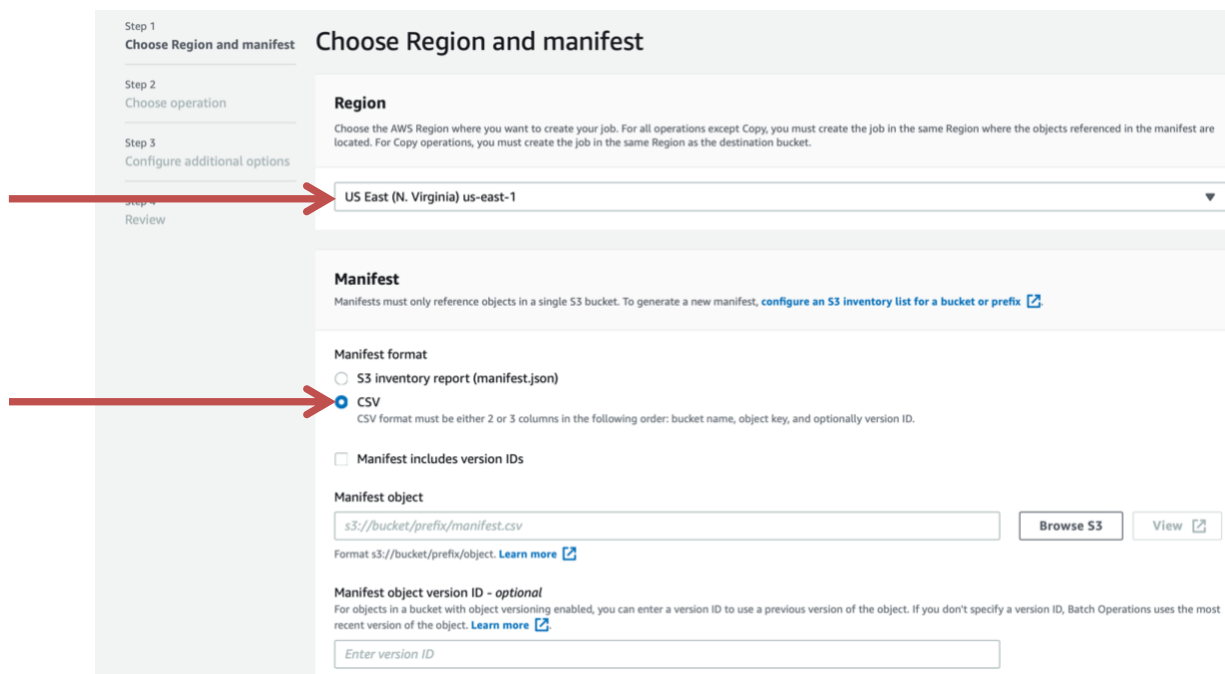 Step 1
Choose Region and manifest
Step 2
Choose operation
Step 3
Configure additional options
Step 4
Review
Choose Region and manifest
Region
Choose the AWS Region where you want to create your job. For all operations except Copy, you must create the job in the same Region where the objects referenced in the manifest are
located. For Copy operations, you must create the job in the same Region as the destination bucket.
US East (N. Virginia) us-east-1
Manifest
Manifests must only reference objects in a single S3 bucket. To generate a new manifest, configure an S3 inventory list for a bucket or prefix.
Manifest format
S3 inventory report (manifest.json)
CSV
CSV format must be either 2 or 3 columns in the following order: bucket name, object key, and optionally version ID.
Manifest includes version IDs
Manifest object
s3://bucket/prefix/manifest.csv
Browse S3
View
Format s3://bucket/prefix/object. Learn more
Manifest object version ID - optional
For objects in a bucket with object versioning enabled, you can enter a version ID to use a previous version of the object. If you don't specify a version ID, Batch Operations uses the most
recent version of the object. Learn more.
Enter version ID